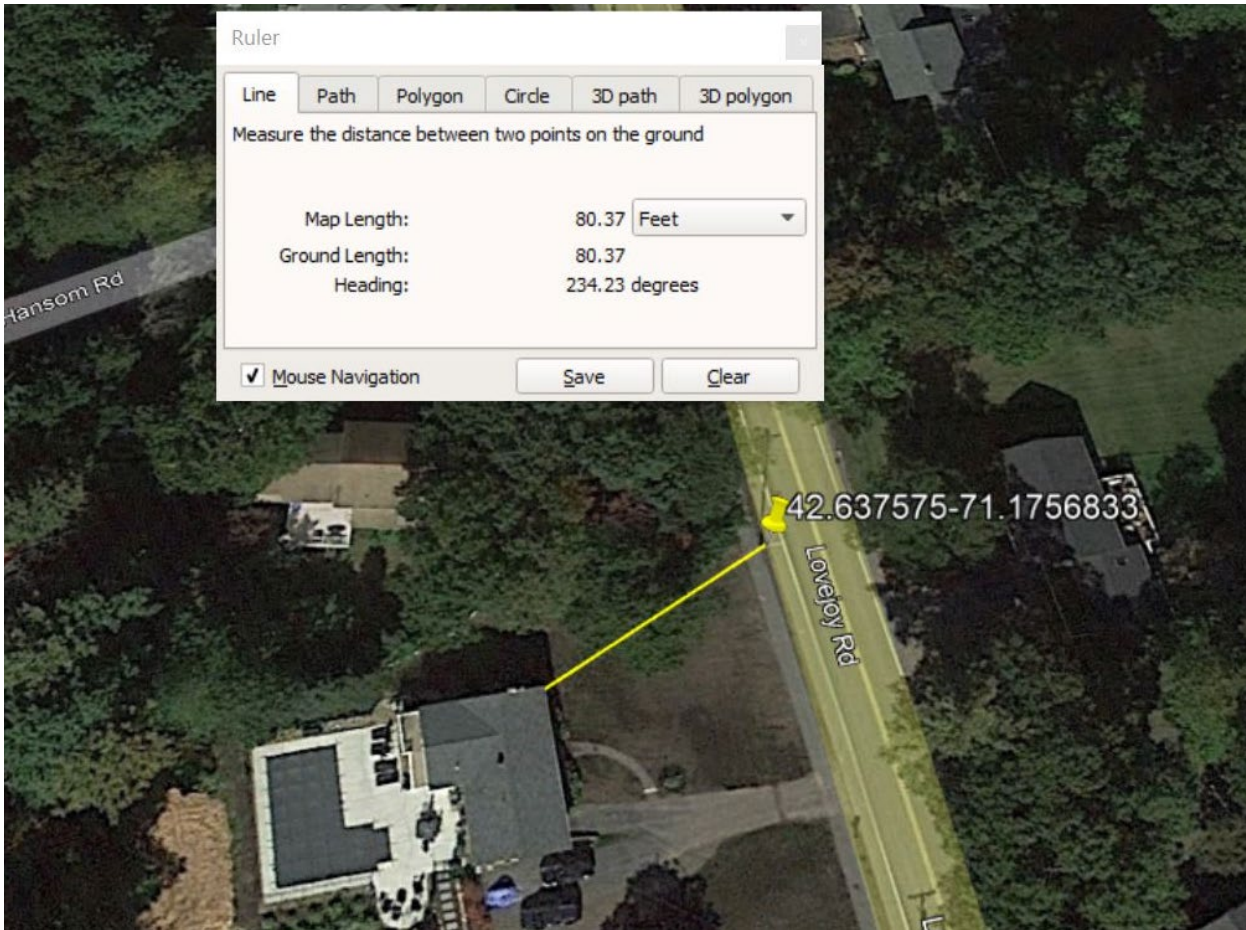 Ruler
Line Path Polygon Circle 3D path 3D polygon
Measure the distance between two points on the ground
Map Length: 80.37 Feet
Ground Length: 80.37
Heading: 234.23 degrees
Mouse Navigation Save Clear
Hansom Rd
42.637575-71.1756833
Lovejoy Rd
L